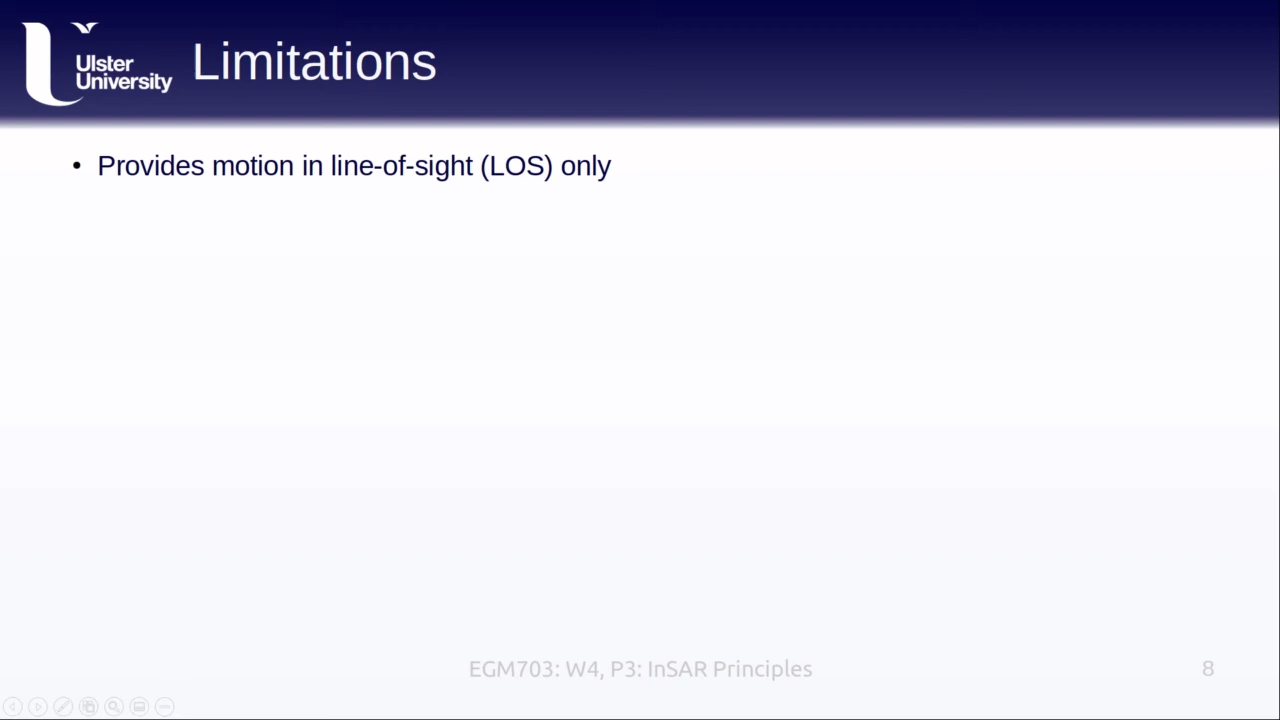 Ulster
University
Limitations
• Provides motion in line-of-sight (LOS) only
EGM703: W4, P3: InSAR Principles
8